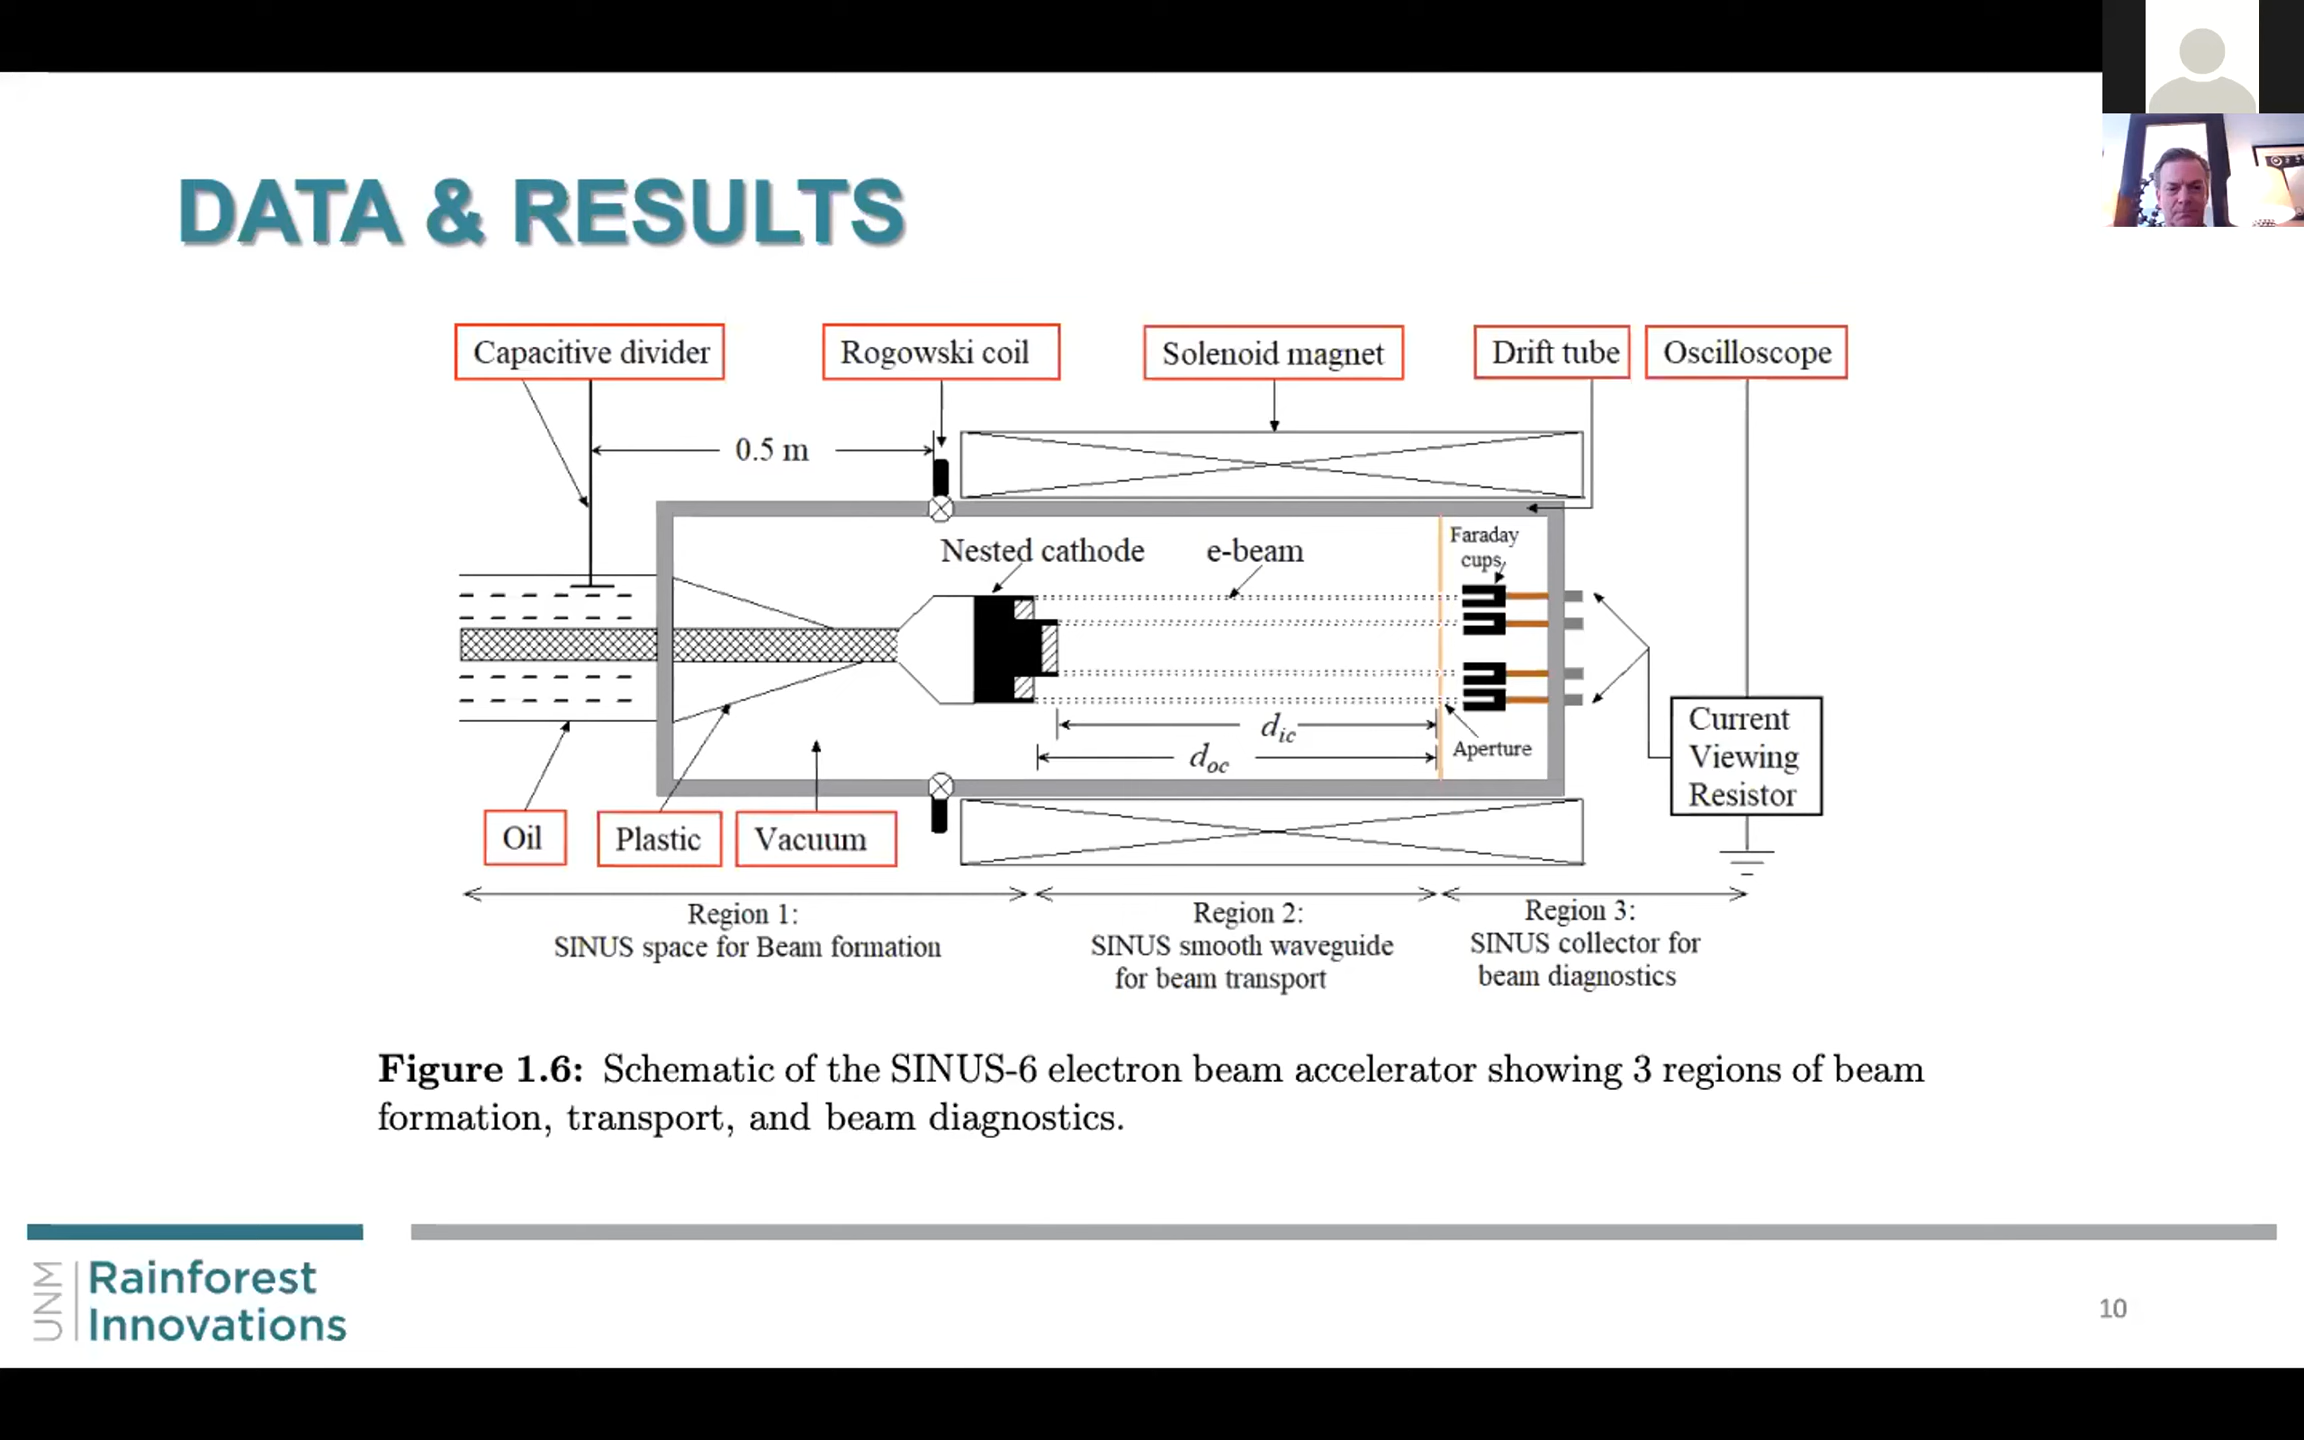 DATA & RESULTS
Capacitive divider
Rogowski coil
Solenoid magnet
Drift tube
Oscilloscope
0.5 m
Nested cathode
e-beam
Faraday
cups
dic
doc
Aperture
Current
Viewing
Resistor
Oil
Plastic
Vacuum
Region 1:
SINUS space for Beam formation
Region 2:
SINUS smooth waveguide
for beam transport
Region 3:
SINUS collector for
beam diagnostics
Figure 1.6: Schematic of the SINUS-6 electron beam accelerator showing 3 regions of beam
formation, transport, and beam diagnostics.
UNM
Rainforest
Innovations
10